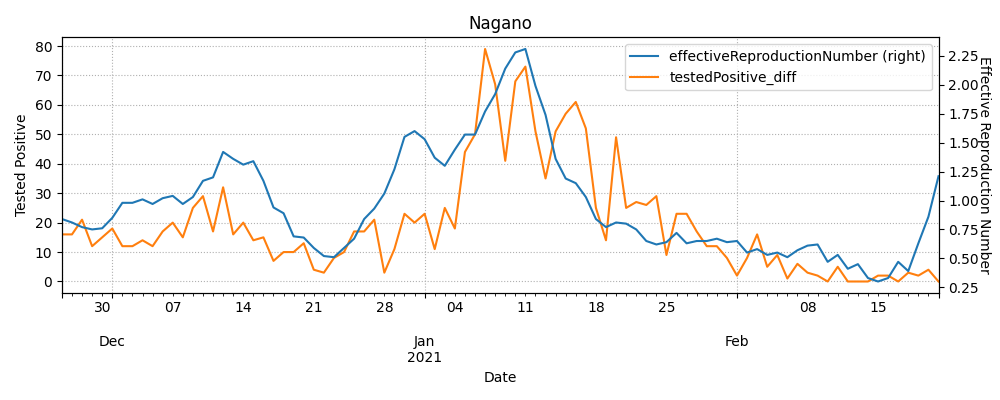 Nagano
effectiveReproductionNumber (right)
testedPositive_diff
Tested Positive
80
70
60
50
40
30
20
10
0
2.25
2.00
1.75
1.50
1.25
1.00
0.75
0.50
0.25
Effective Reproduction Number
30 07 14 21 28 04 11 18 25 08 15
Dec Jan Feb
2021
Date